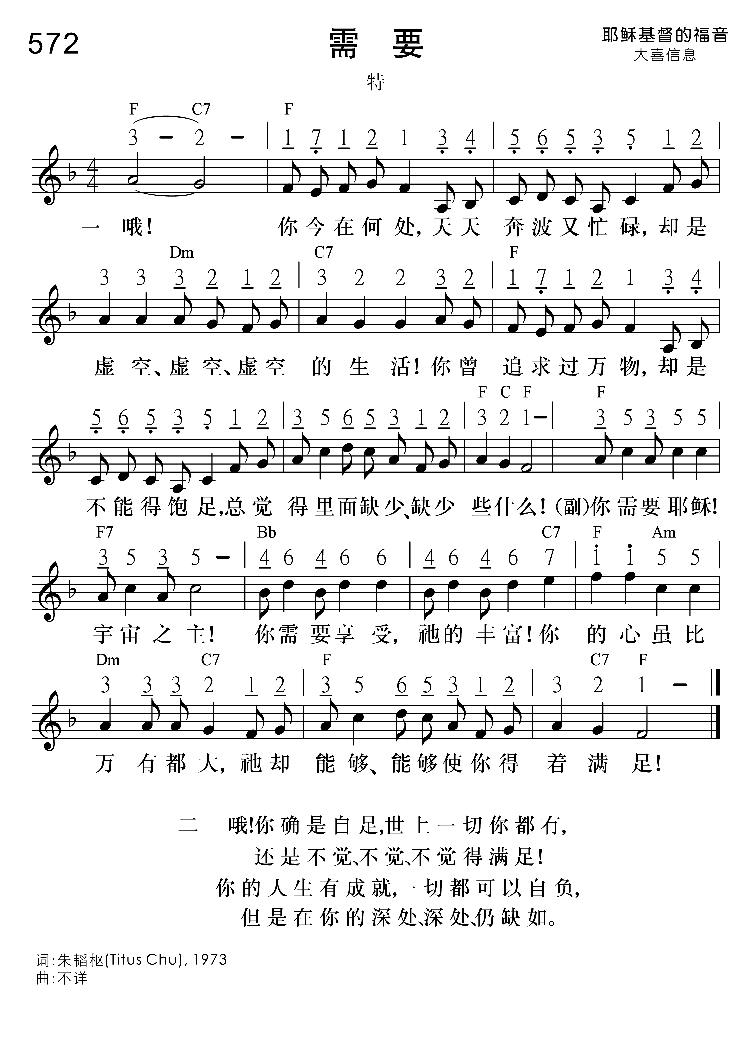 572
需 要
耶稣基督的福音
大喜信息
特
F C7 F
3 - 2 - | 1 7 1 2 1 3 4 | 5 6 5 3 5 1 2
4
4
一 哦! 你今在何处,天天 奔波又忙碌,却是
Dm C7 F
3 3 3 2 1 2 | 3 2 2 3 2 | 1 7 1 2 1 3 4
虚空、虚空、虚空 的生活!你曾 追求过万物,却是
F C F F
5 6 5 3 5 1 2 | 3 5 6 5 3 1 2 | 3 2 1- | 3 5 3 5 5
不能得饱足,总觉 得里面缺少、缺少 些什么! (副)你需要耶稣!
F7 Bb C7 F Am
3 5 3 5 - | 4 6 4 6 6 | 4 6 4 6 7 | 1 1 5 5
宇宙之主! 你需要享受, 祂的丰富!你 的心虽比
Dm C7 F C7 F
3 3 3 2 1 2 | 3 5 6 5 3 1 2 | 3 2 1 -
万有都大,祂却 能够、能够使你得 着满足!
二 哦!你确是自足,世上一切你都有,
还是不觉、不觉、不觉得满足!
你的人生有成就,一切都可以自负,
但是在你的深处、深处、仍缺如。
词:朱韬枢(Titus Chu), 1973
曲:不详